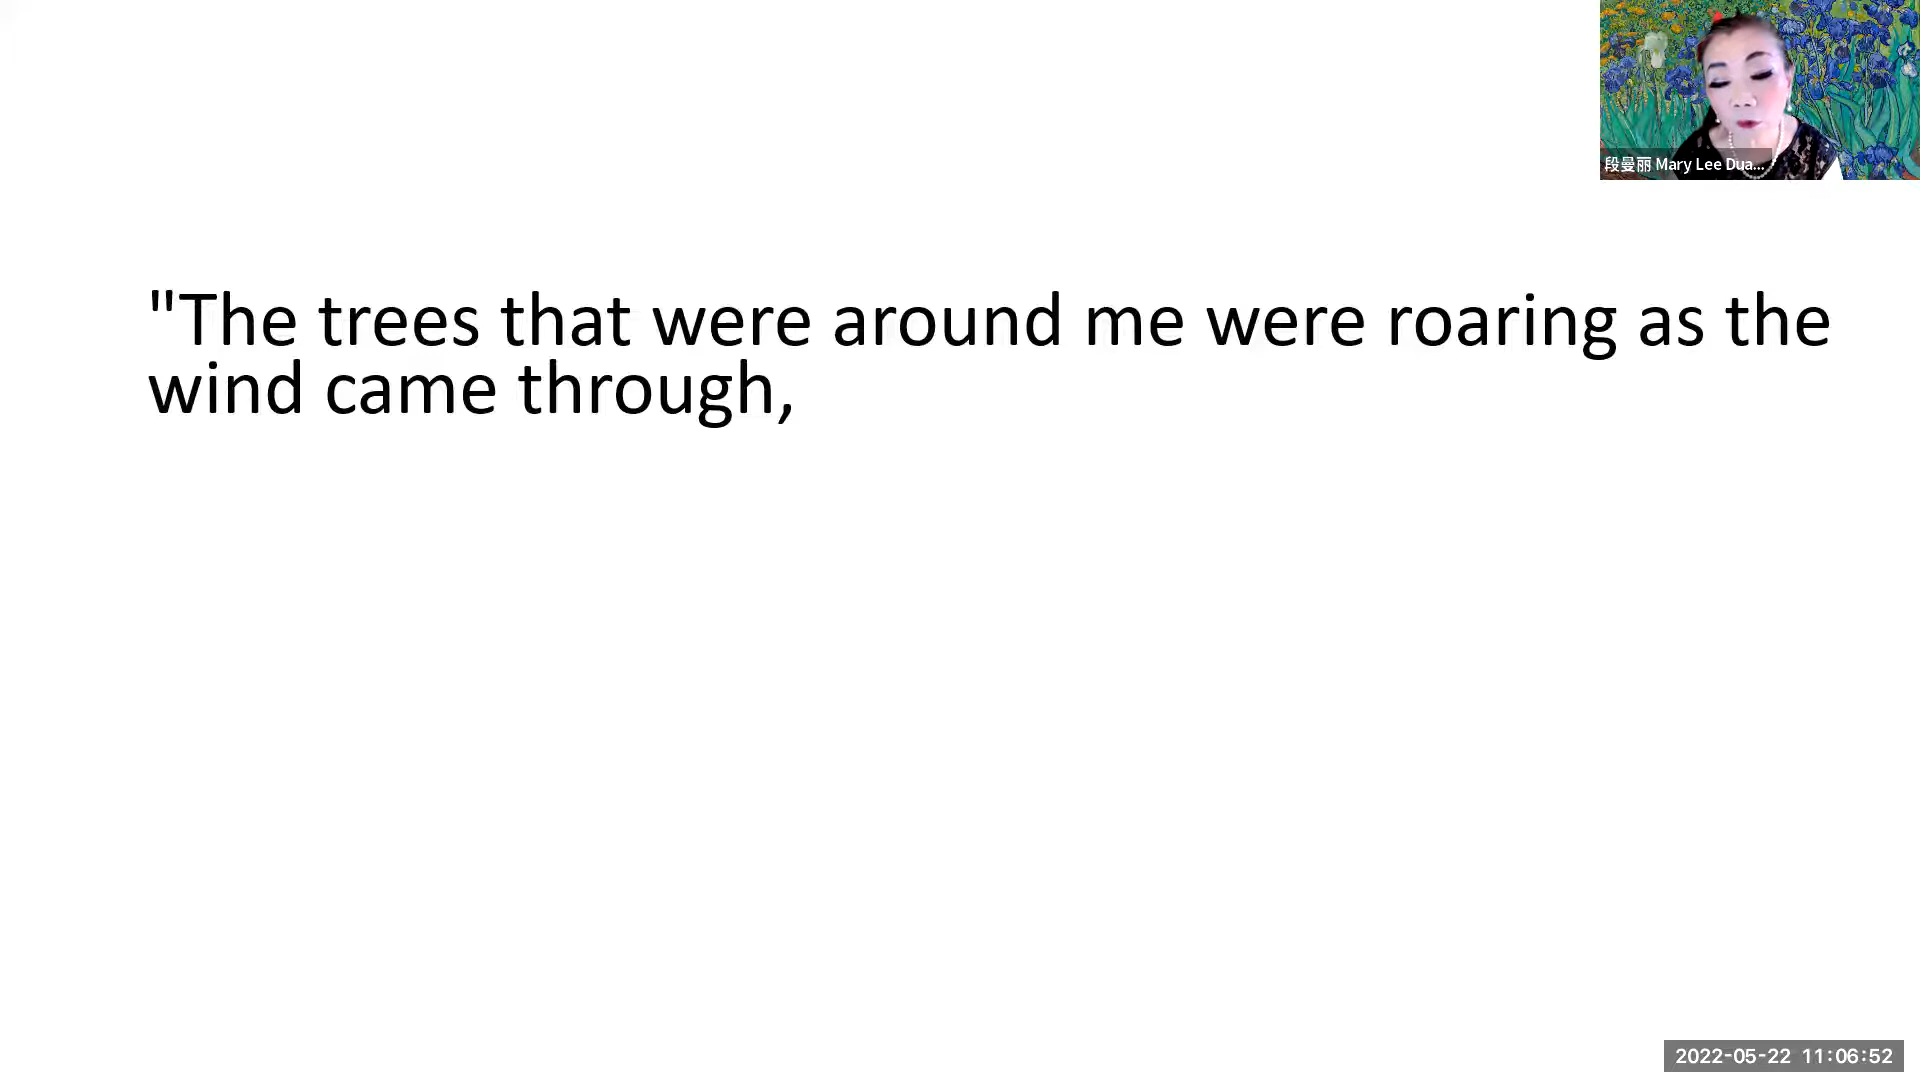 段曼丽 Mary Lee Dua...
"The trees that were around me were roaring as the
wind came through,
2022-05-22 11:06:52